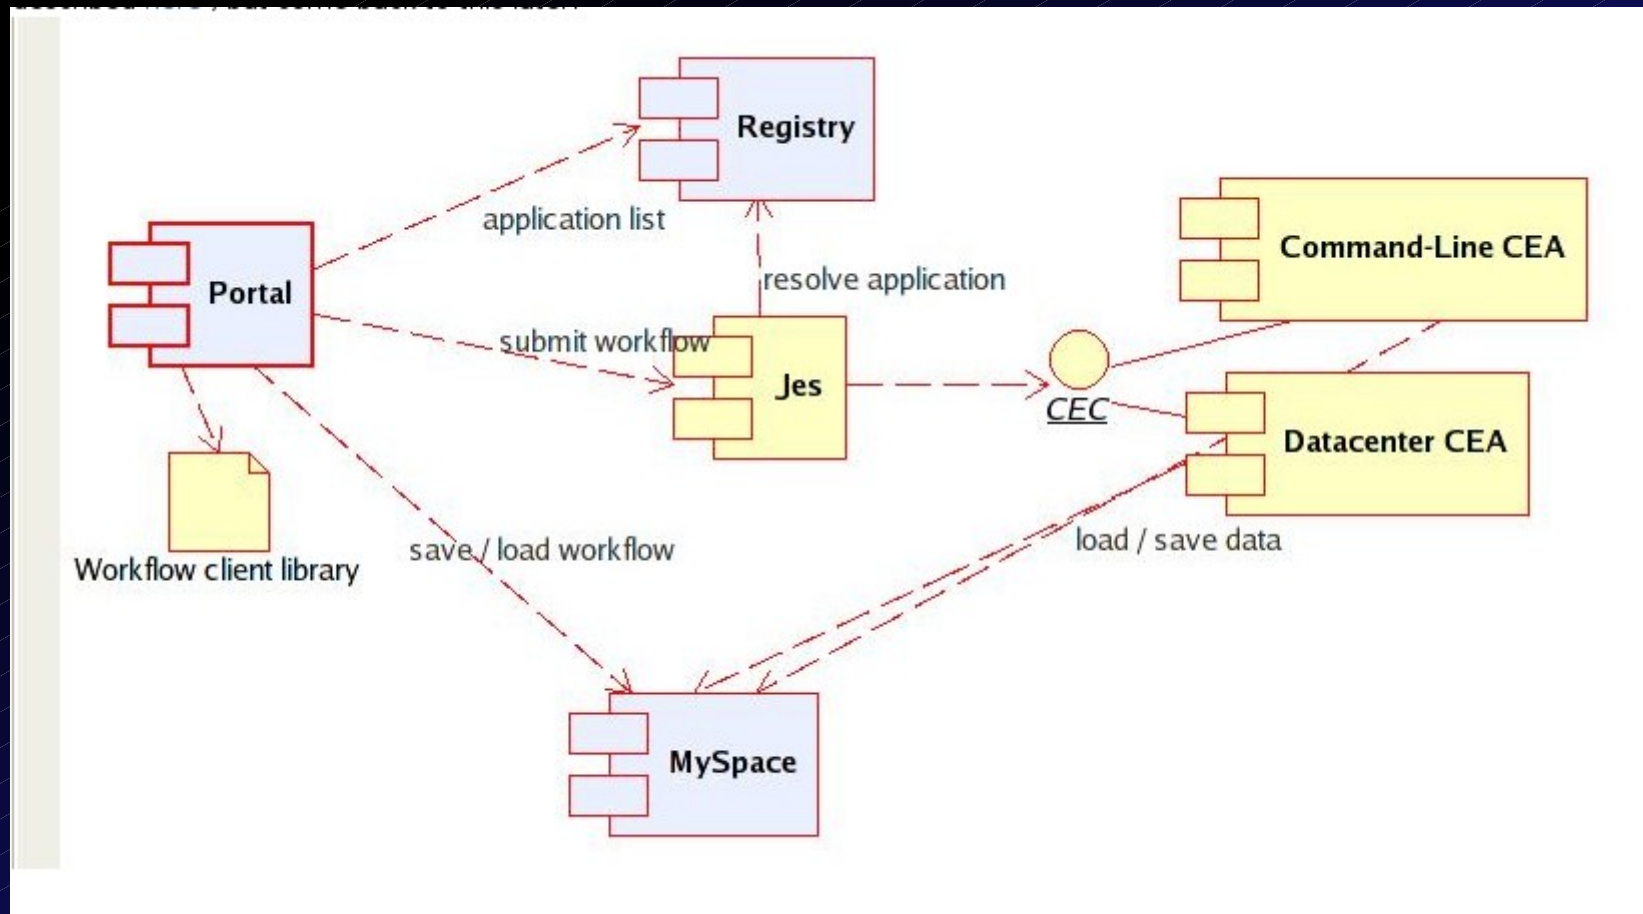 Registry
application list
Command-Line CEA
Portal
resolve application
submit workflow
Jes
CEC
Datacenter CEA
load / save data
save / load workflow
Workflow client library
MySpace